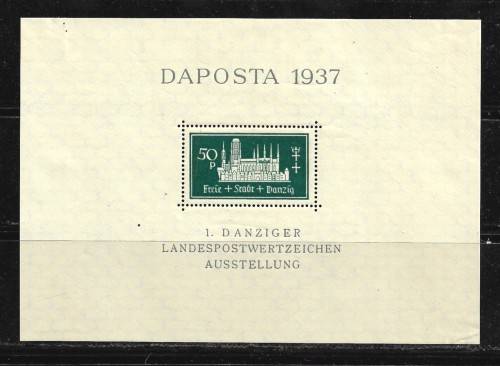 DAPOSTA 1937
50
P
Freie + Stadt + Danzig
1. DANZIGER
LANDESPOSTWERTZEICHEN
AUSSTELLUNG